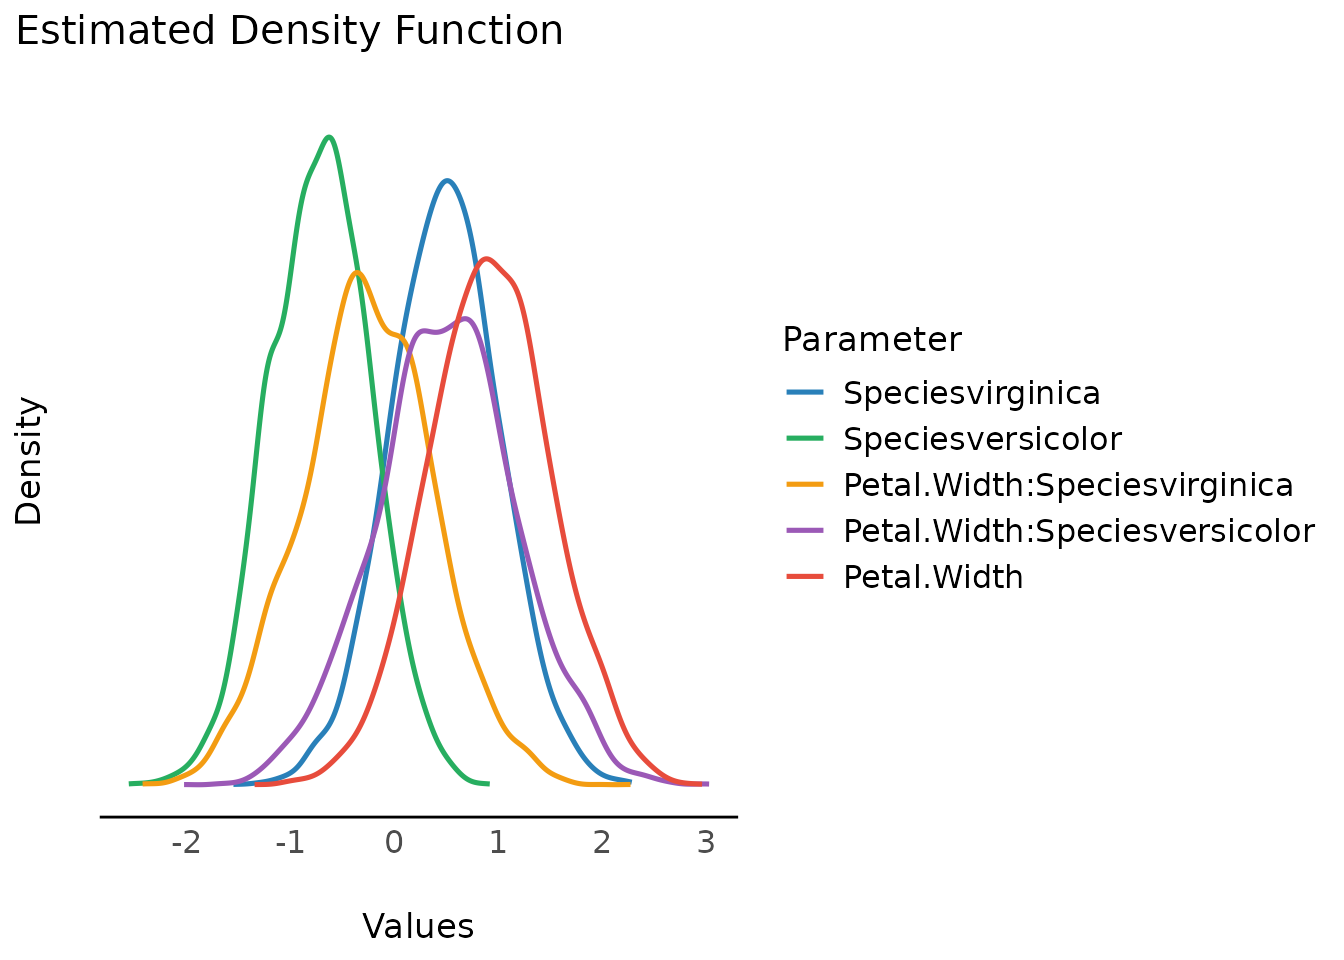 Estimated Density Function
Density
-2 -1 0 1 2 3
Values
Parameter
Speciesvirginica
Speciesversicolor
Petal.Width:Speciesvirginica
Petal.Width:Speciesversicolor
Petal.Width